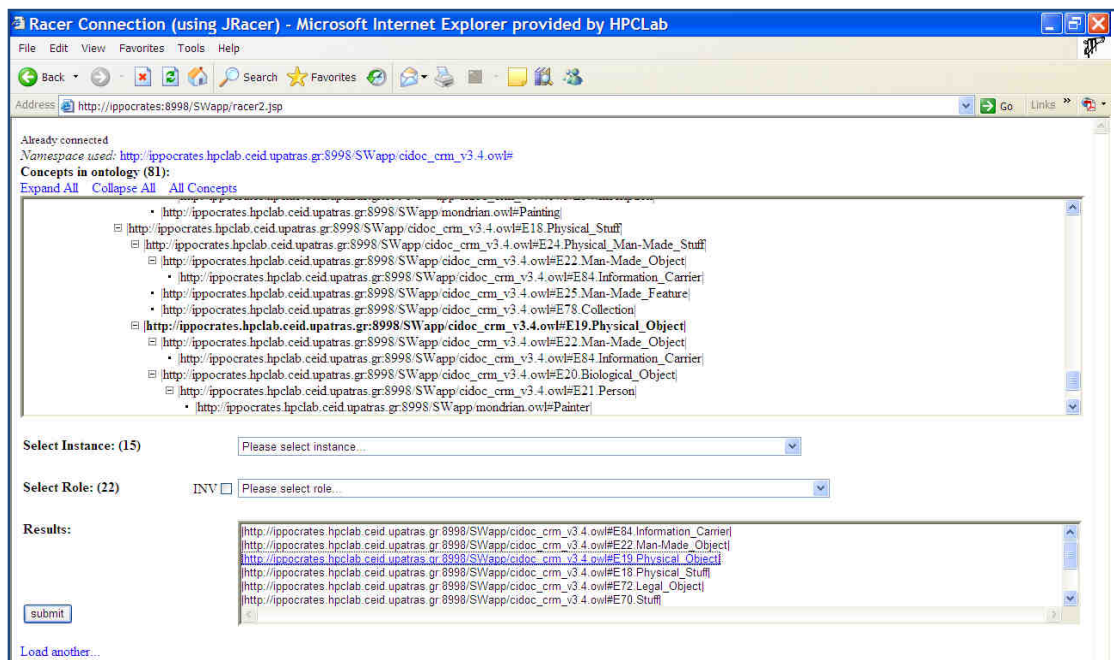 Racer Connection (using JRacer) - Microsoft Internet Explorer provided by HPCLab
File Edit View Favorites Tools Help
Back Search Favorites
Address http://ippocrates:8998/SWapp/racer2.jsp Go Links »
Already connected
Namespace used: http://ippocrates.hpclab.ceid.upatras.gr:8998/SWapp/cidoc_crm_v3.4.owl#
Concepts in ontology (81):
Expand All Collapse All All Concepts
|http://ippocrates.hpclab.ceid.upatras.gr:8998/SWapp/mondrian.owl#Painting|
|http://ippocrates.hpclab.ceid.upatras.gr:8998/SWapp/cidoc_crm_v3.4.owl#E18.Physical_Stuff|
|http://ippocrates.hpclab.ceid.upatras.gr:8998/SWapp/cidoc_crm_v3.4.owl#E24.Physical_Man-Made_Stuff|
|http://ippocrates.hpclab.ceid.upatras.gr:8998/SWapp/cidoc_crm_v3.4.owl#E22.Man-Made_Object|
|http://ippocrates.hpclab.ceid.upatras.gr:8998/SWapp/cidoc_crm_v3.4.owl#E84.Information_Carrier|
|http://ippocrates.hpclab.ceid.upatras.gr:8998/SWapp/cidoc_crm_v3.4.owl#E25.Man-Made_Feature|
|http://ippocrates.hpclab.ceid.upatras.gr:8998/SWapp/cidoc_crm_v3.4.owl#E78.Collection|
|http://ippocrates.hpclab.ceid.upatras.gr:8998/SWapp/cidoc_crm_v3.4.owl#E19.Physical_Object|
|http://ippocrates.hpclab.ceid.upatras.gr:8998/SWapp/cidoc_crm_v3.4.owl#E22.Man-Made_Object|
|http://ippocrates.hpclab.ceid.upatras.gr:8998/SWapp/cidoc_crm_v3.4.owl#E84.Information_Carrier|
|http://ippocrates.hpclab.ceid.upatras.gr:8998/SWapp/cidoc_crm_v3.4.owl#E20.Biological_Object|
|http://ippocrates.hpclab.ceid.upatras.gr:8998/SWapp/cidoc_crm_v3.4.owl#E21.Person|
|http://ippocrates.hpclab.ceid.upatras.gr:8998/SWapp/mondrian.owl#Painter|
Select Instance: (15) Please select instance...
Select Role: (22) INV Please select role...
Results:
|http://ippocrates.hpclab.ceid.upatras.gr:8998/SWapp/cidoc_crm_v3.4.owl#E84.Information_Carrier|
|http://ippocrates.hpclab.ceid.upatras.gr:8998/SWapp/cidoc_crm_v3.4.owl#E22.Man-Made_Object|
|http://ippocrates.hpclab.ceid.upatras.gr:8998/SWapp/cidoc_crm_v3.4.owl#E19.Physical_Object|
|http://ippocrates.hpclab.ceid.upatras.gr:8998/SWapp/cidoc_crm_v3.4.owl#E18.Physical_Stuff|
|http://ippocrates.hpclab.ceid.upatras.gr:8998/SWapp/cidoc_crm_v3.4.owl#E72.Legal_Object|
|http://ippocrates.hpclab.ceid.upatras.gr:8998/SWapp/cidoc_crm_v3.4.owl#E70.Stuff|
submit
Load another...